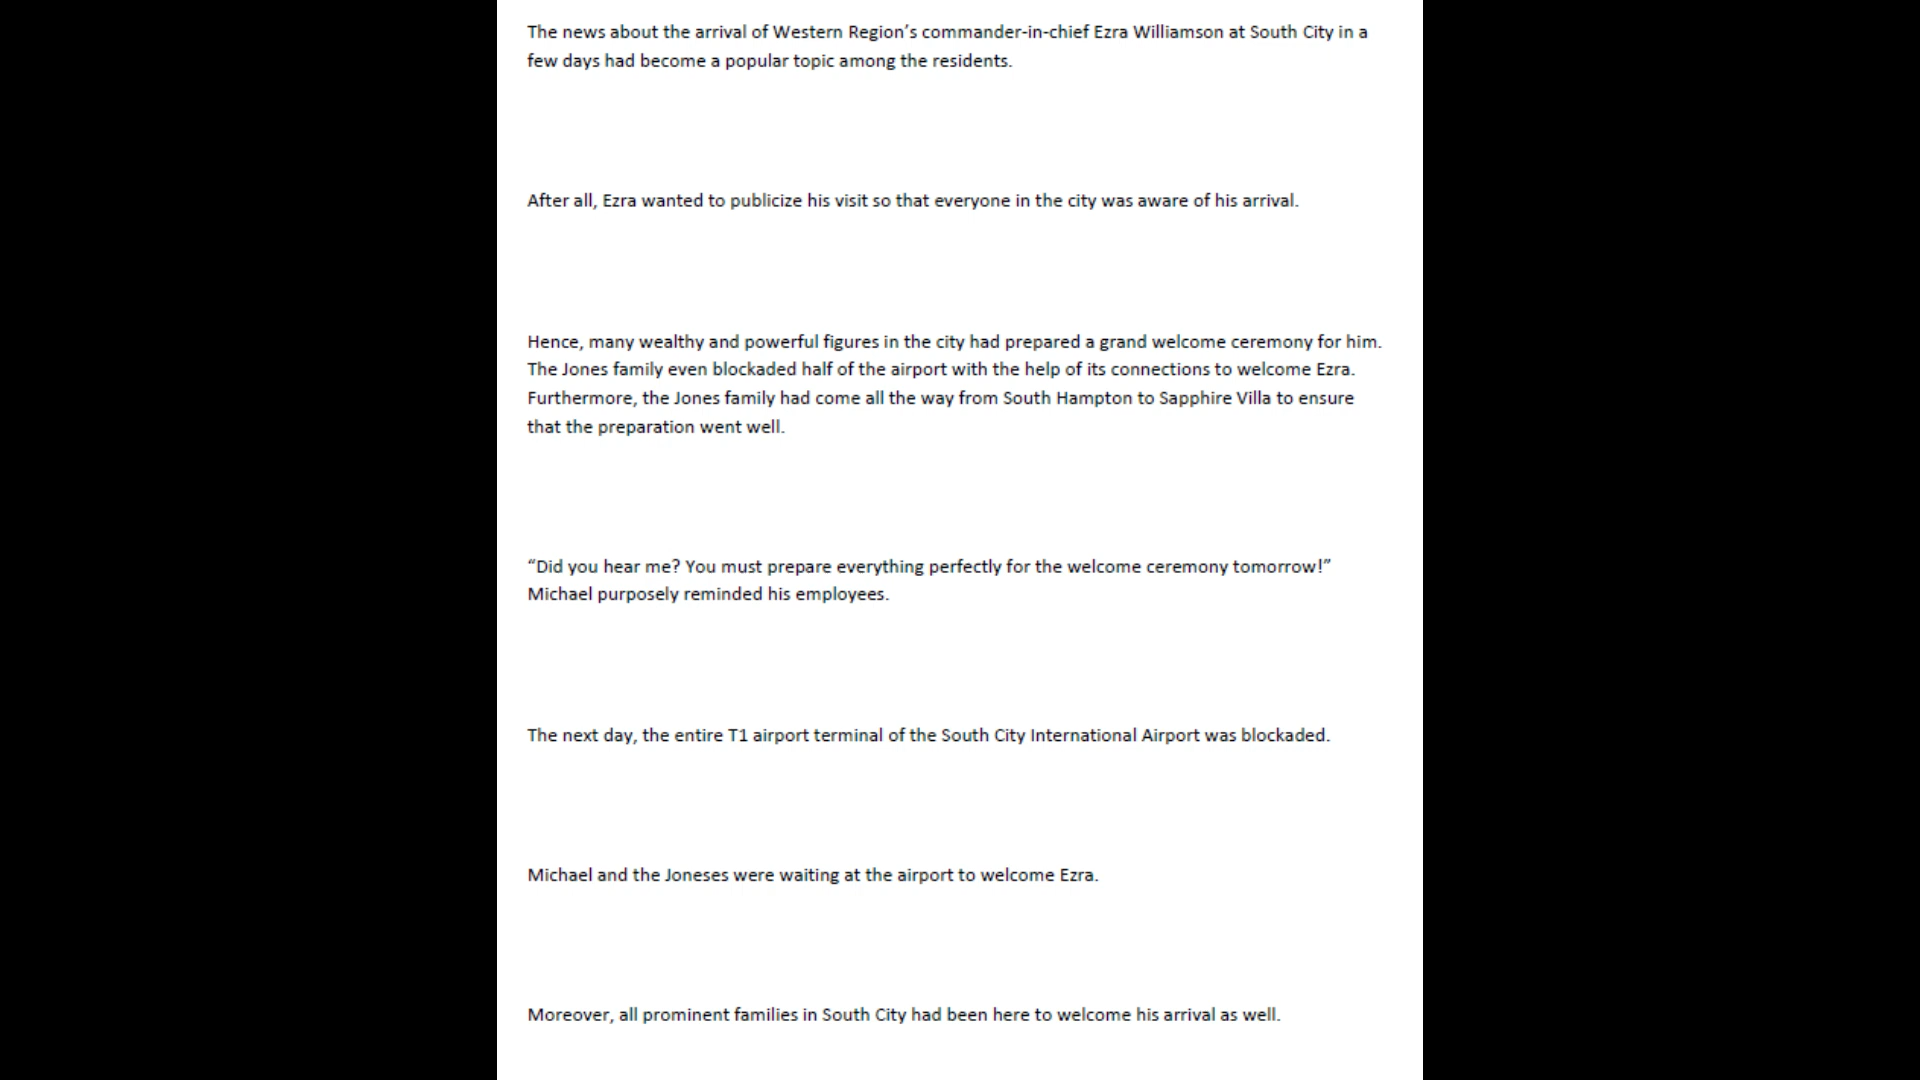 The news about the arrival of Western Region’s commander-in-chief Ezra Williamson at South City in a
few days had become a popular topic among the residents.
After all, Ezra wanted to publicize his visit so that everyone in the city was aware of his arrival.
Hence, many wealthy and powerful figures in the city had prepared a grand welcome ceremony for him.
The Jones family even blockaded half of the airport with the help of its connections to welcome Ezra.
Furthermore, the Jones family had come all the way from South Hampton to Sapphire Villa to ensure
that the preparation went well.
“Did you hear me? You must prepare everything perfectly for the welcome ceremony tomorrow!”
Michael purposely reminded his employees.
The next day, the entire T1 airport terminal of the South City International Airport was blockaded.
Michael and the Joneses were waiting at the airport to welcome Ezra.
Moreover, all prominent families in South City had been here to welcome his arrival as well.